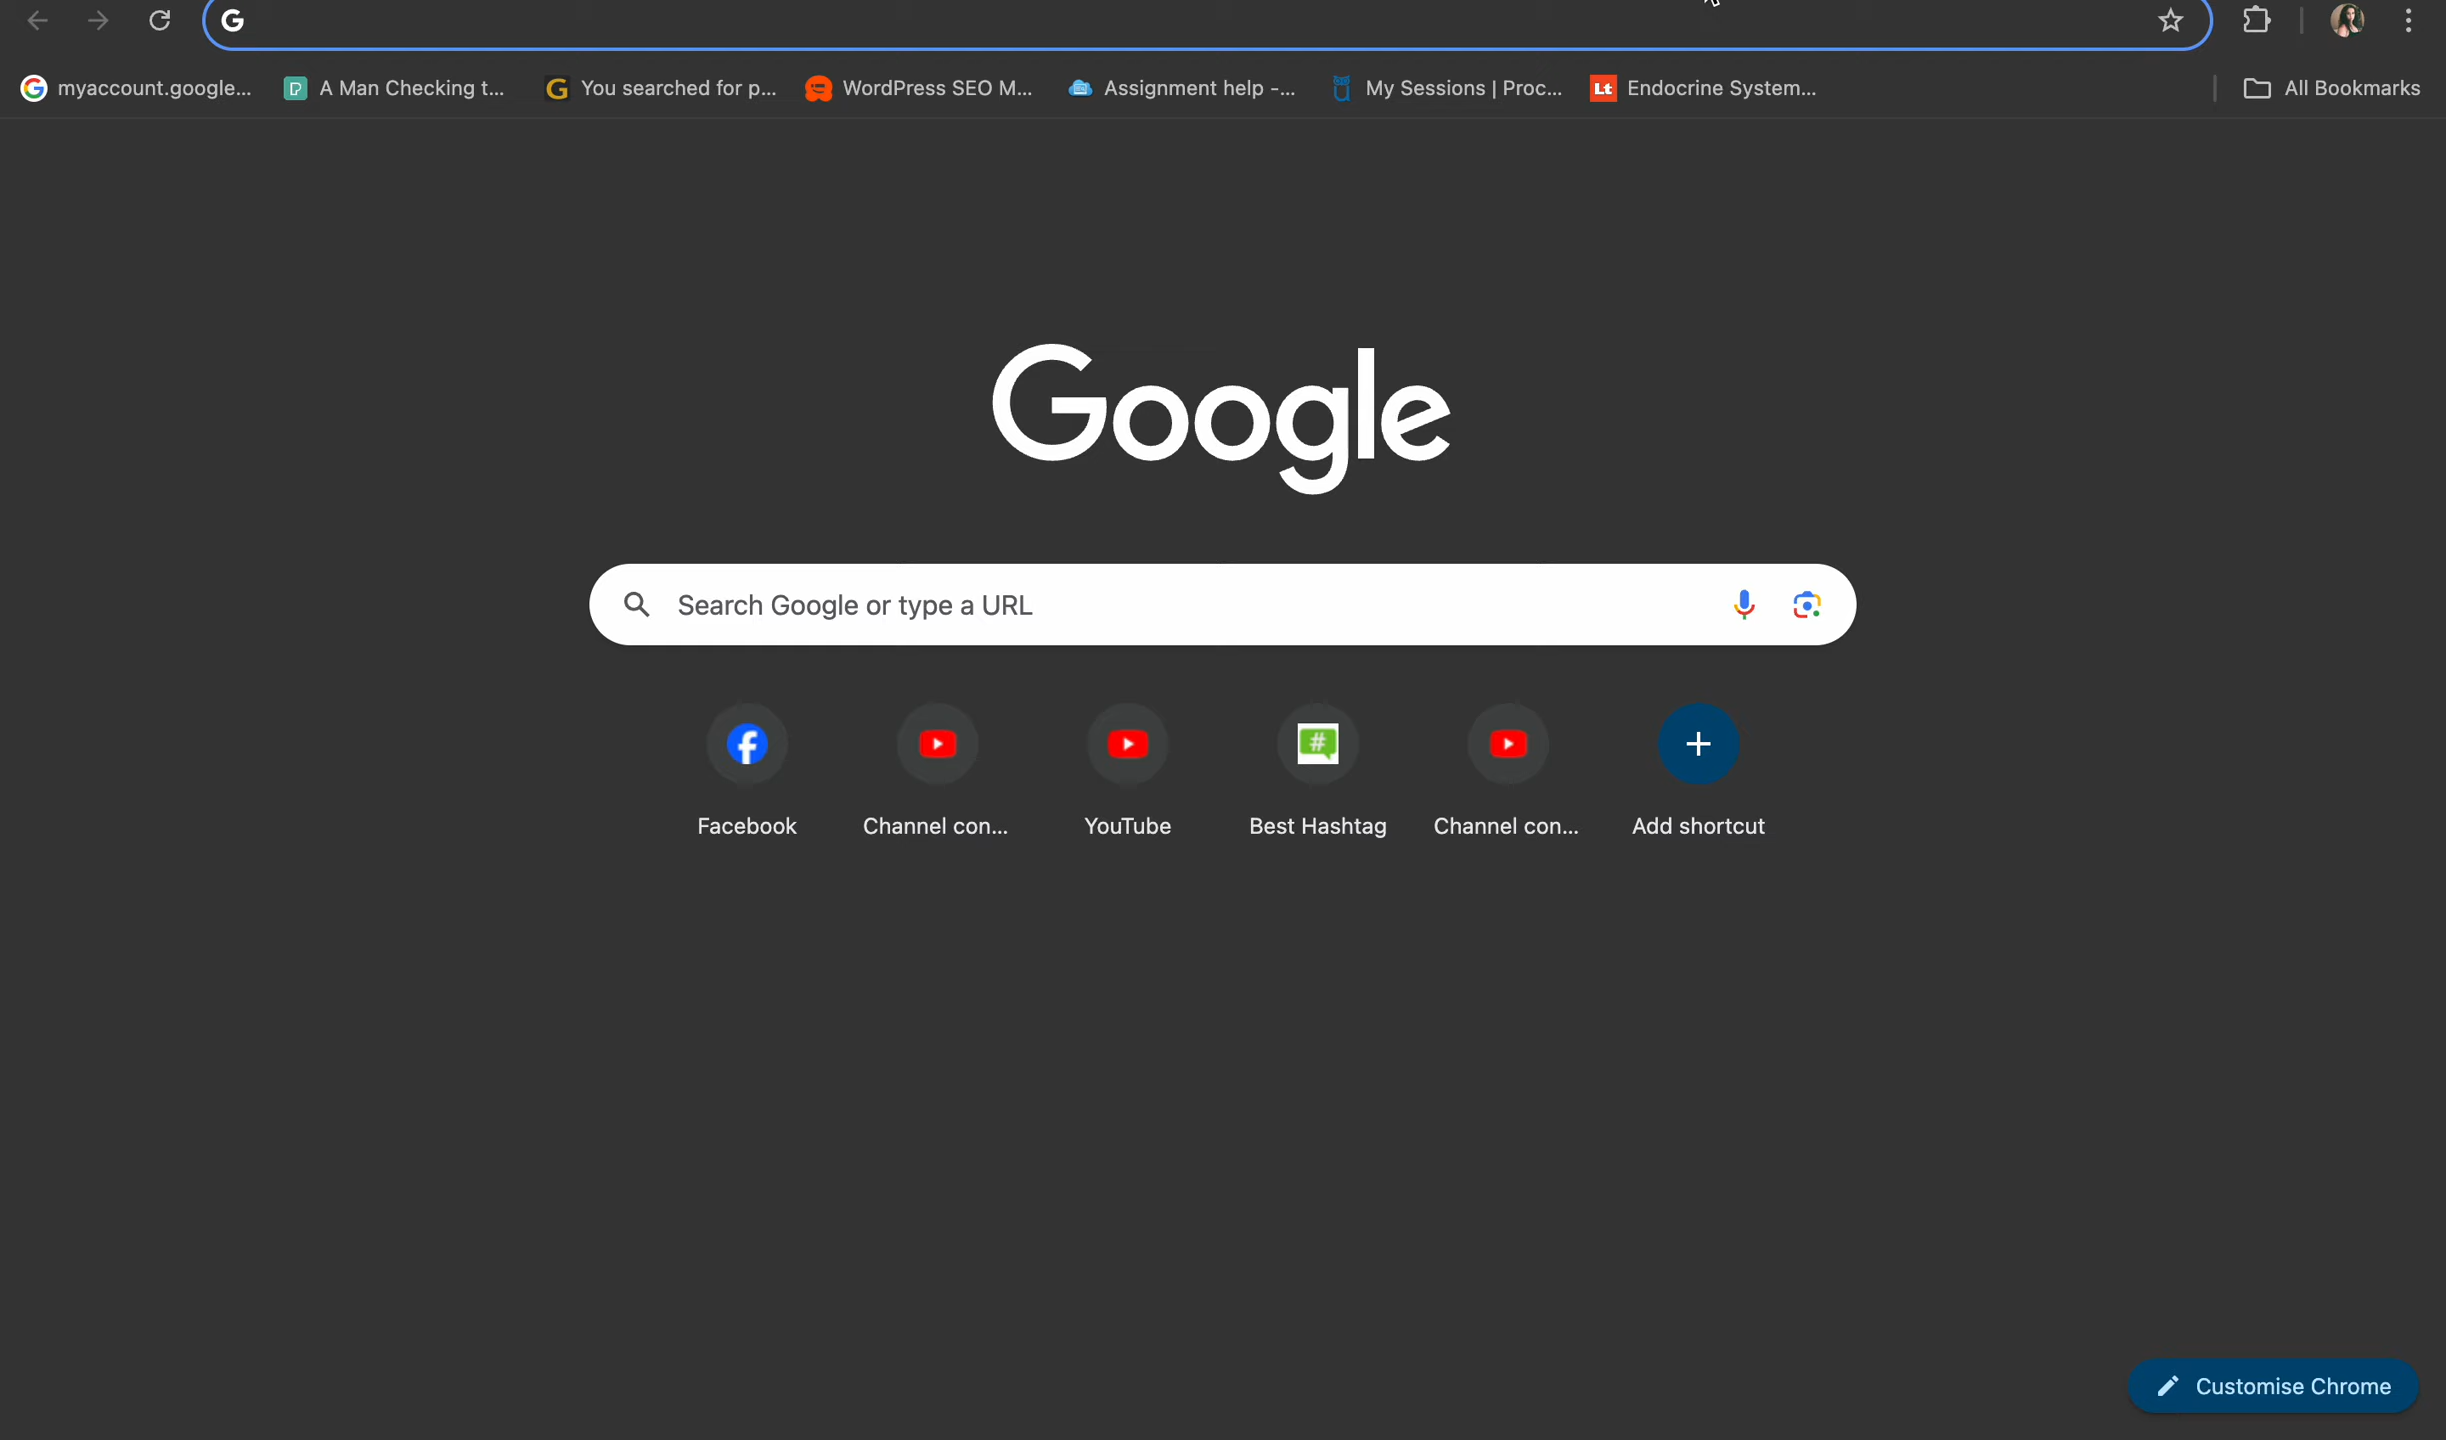 myaccount.google...
A Man Checking t...
You searched for p...
WordPress SEO M...
Assignment help -...
My Sessions | Proc...
Lt Endocrine System...
All Bookmarks
Google
Search Google or type a URL
Facebook
Channel con...
YouTube
Best Hashtag
Channel con...
Add shortcut
Customise Chrome